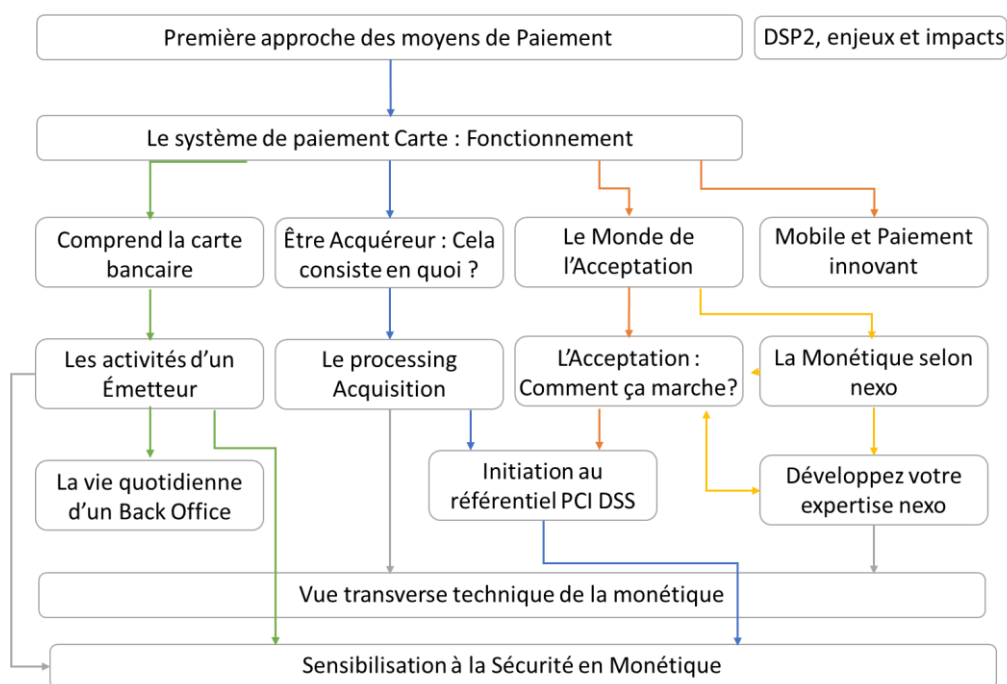 Première approche des moyens de Paiement
DSP2, enjeux et impacts
Le système de paiement Carte : Fonctionnement
Comprend la carte
bancaire
Être Acquéreur : Cela
consiste en quoi ?
Le Monde de
l'Acceptation
Mobile et Paiement
innovant
Les activités d'un
Émetteur
Le processing
Acquisition
L'Acceptation :
Comment ça marche?
La Monétique selon
nexo
La vie quotidienne
d'un Back Office
Initiation au
référentiel PCI DSS
Développez votre
expertise nexo
Vue transverse technique de la monétique
Sensibilisation à la Sécurité en Monétique